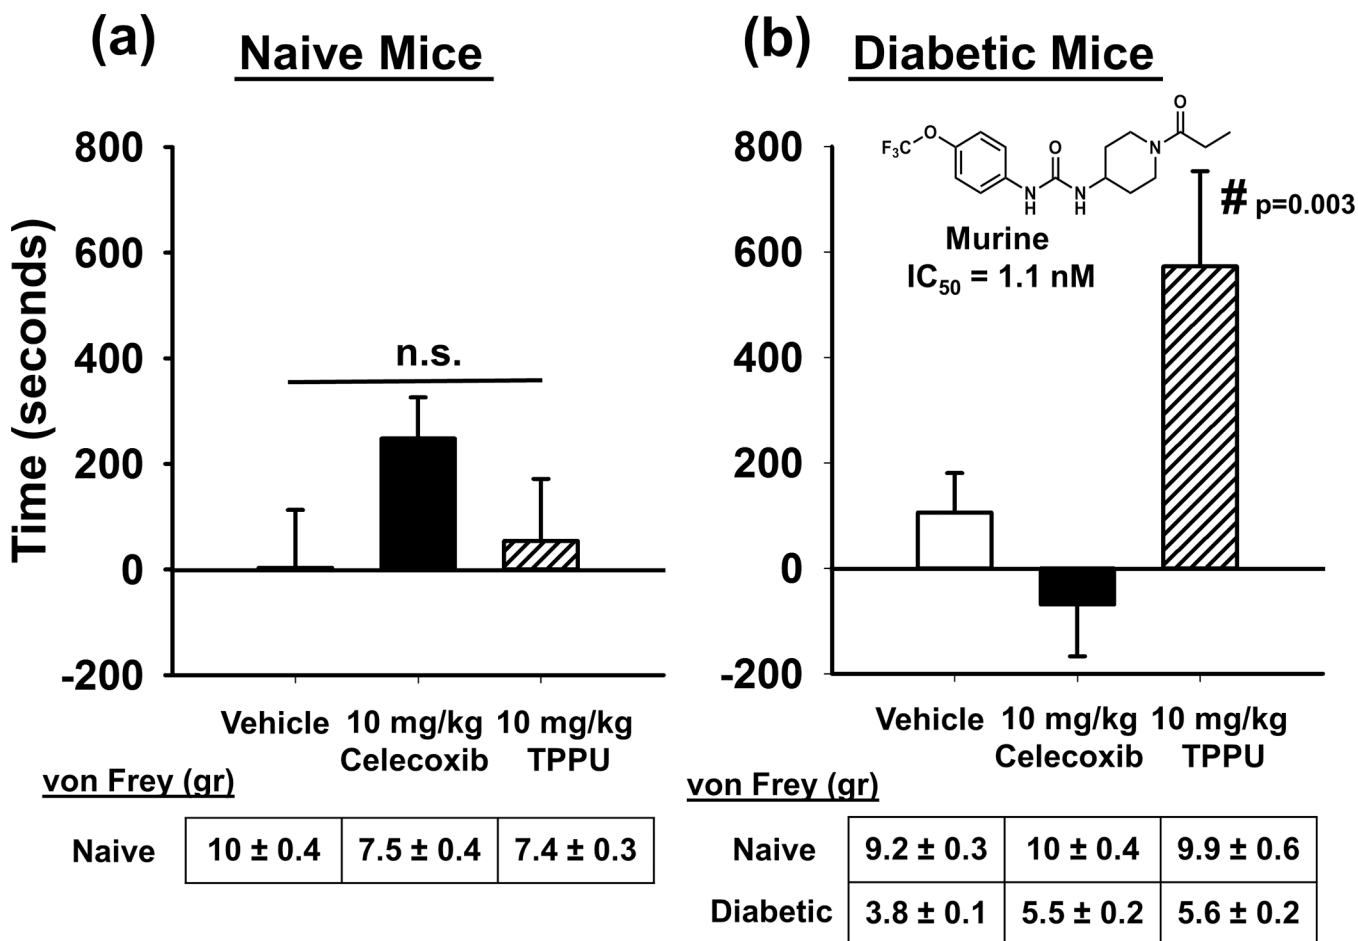 (a)
Naive Mice
Time (seconds)
800
600
400
200
0
-200
n.s.
Vehicle 10 mg/kg 10 mg/kg
Celecoxib TPPU
von Frey (gr)
Naive 10 ± 0.4 7.5 ± 0.4 7.4 ± 0.3
(b)
Diabetic Mice
800
600
400
200
0
-200
F₃C O N H O N H N O
Murine
IC₅₀ = 1.1 nM
# p=0.003
Vehicle 10 mg/kg 10 mg/kg
Celecoxib TPPU
von Frey (gr)
Naive 9.2 ± 0.3 10 ± 0.4 9.9 ± 0.6
Diabetic 3.8 ± 0.1 5.5 ± 0.2 5.6 ± 0.2